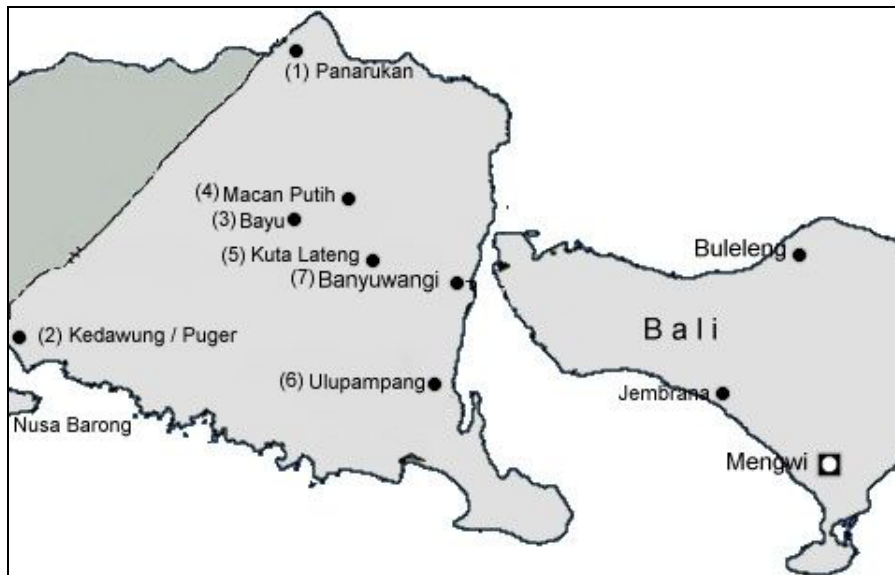 (1) Panarukan
(4) Macan Putih
(3) Bayu
(5) Kuta Lateng
(7) Banyuwangi
(2) Kedawung / Puger
(6) Ulupampang
Nusa Barong
Buleleng
Bali
Jembrana
Mengwi